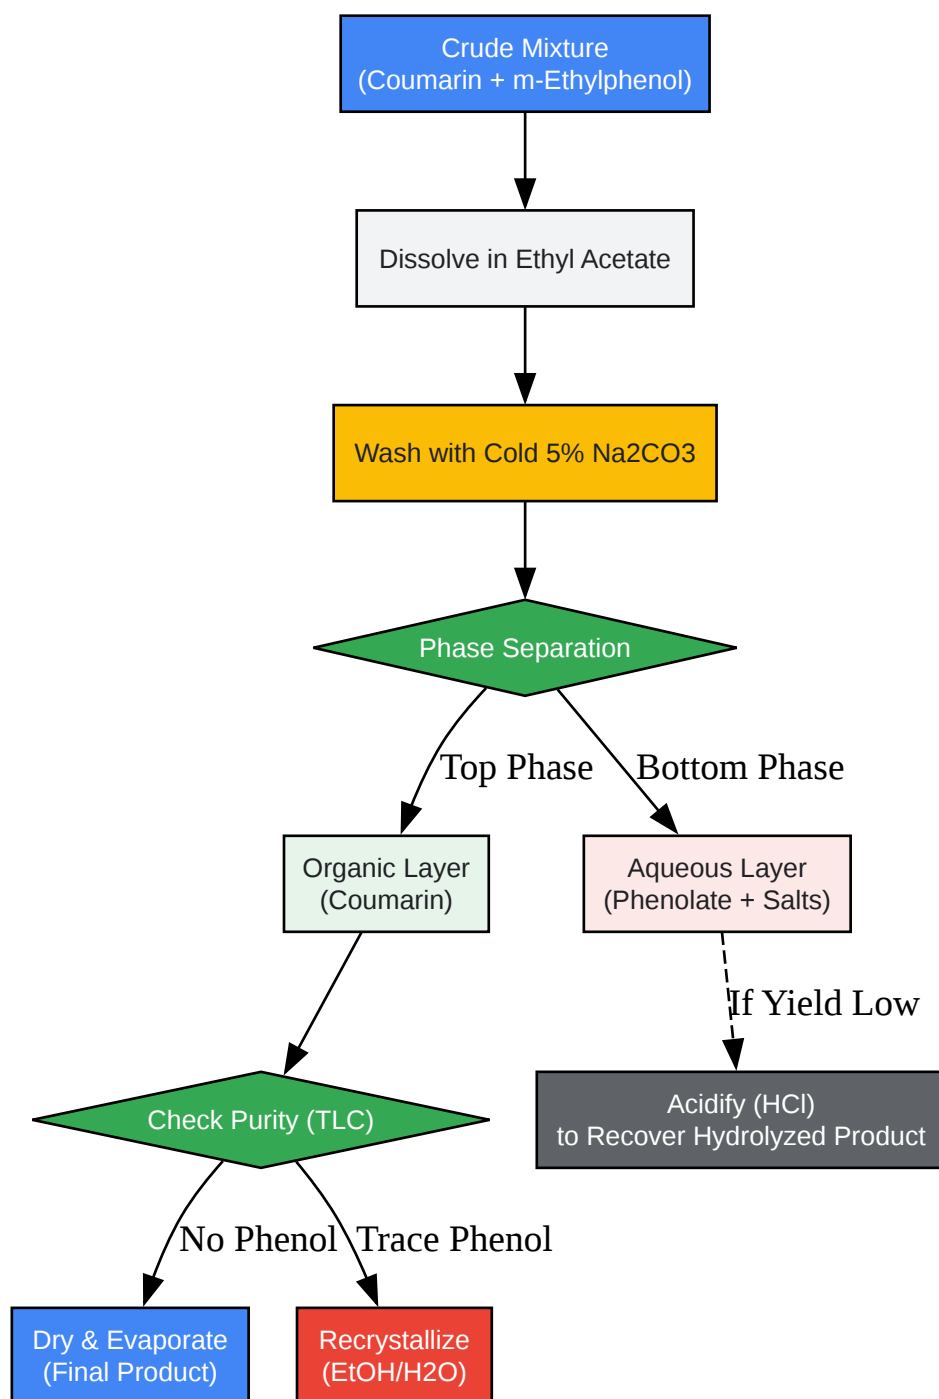 Crude Mixture
(Coumarin + m-Ethylphenol)
Dissolve in Ethyl Acetate
Wash with Cold 5% Na2CO3
Phase Separation
Top Phase
Bottom Phase
Organic Layer
(Coumarin)
Aqueous Layer
(Phenolate + Salts)
If Yield Low
Check Purity (TLC)
Acidify (HCl)
to Recover Hydrolyzed Product
No Phenol
Trace Phenol
Dry & Evaporate
(Final Product)
Recrystallize
(EtOH/H2O)